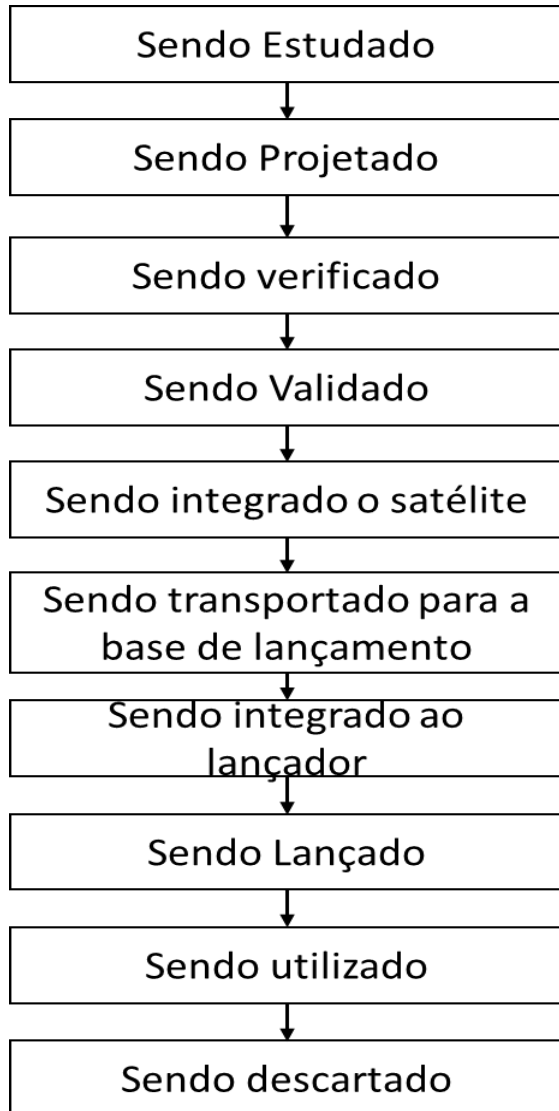 Sendo Estudado
Sendo Projetado
Sendo verificado
Sendo Validado
Sendo integrado o satélite
Sendo transportado para a
base de lançamento
Sendo integrado ao
lançador
Sendo Lançado
Sendo utilizado
Sendo descartado